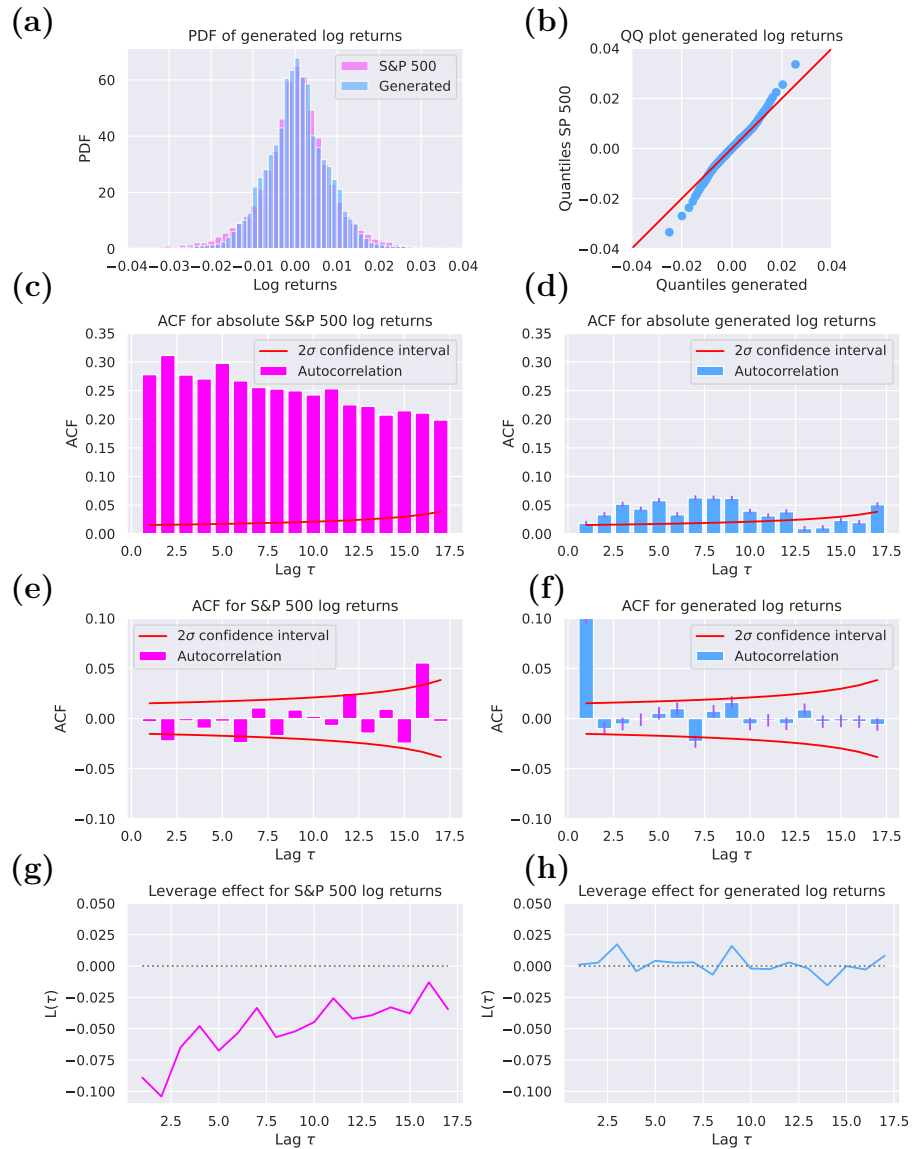 (a)
PDF of generated log returns
S&P 500
Generated
60
40
20
0
PDF
−0.04 −0.03 −0.02 −0.01 0.00 0.01 0.02 0.03 0.04
Log returns
(b)
QQ plot generated log returns
0.04
0.02
0.00
−0.02
−0.04
Quantiles SP 500
−0.04 −0.02 0.00 0.02 0.04
Quantiles generated
(c)
ACF for absolute S&P 500 log returns
2σ confidence interval
Autocorrelation
0.35
0.30
0.25
0.20
0.15
0.10
0.05
0.00
ACF
0.0 2.5 5.0 7.5 10.0 12.5 15.0 17.5
Lag τ
(d)
ACF for absolute generated log returns
2σ confidence interval
Autocorrelation
0.35
0.30
0.25
0.20
0.15
0.10
0.05
0.00
ACF
0.0 2.5 5.0 7.5 10.0 12.5 15.0 17.5
Lag τ
(e)
ACF for S&P 500 log returns
2σ confidence interval
Autocorrelation
0.10
0.05
0.00
−0.05
−0.10
ACF
0.0 2.5 5.0 7.5 10.0 12.5 15.0 17.5
Lag τ
(f)
ACF for generated log returns
2σ confidence interval
Autocorrelation
0.10
0.05
0.00
−0.05
−0.10
ACF
0.0 2.5 5.0 7.5 10.0 12.5 15.0 17.5
Lag τ
(g)
Leverage effect for S&P 500 log returns
0.050
0.025
0.000
−0.025
−0.050
−0.075
−0.100
L(τ)
2.5 5.0 7.5 10.0 12.5 15.0 17.5
Lag τ
(h)
Leverage effect for generated log returns
0.050
0.025
0.000
−0.025
−0.050
−0.075
−0.100
L(τ)
2.5 5.0 7.5 10.0 12.5 15.0 17.5
Lag τ